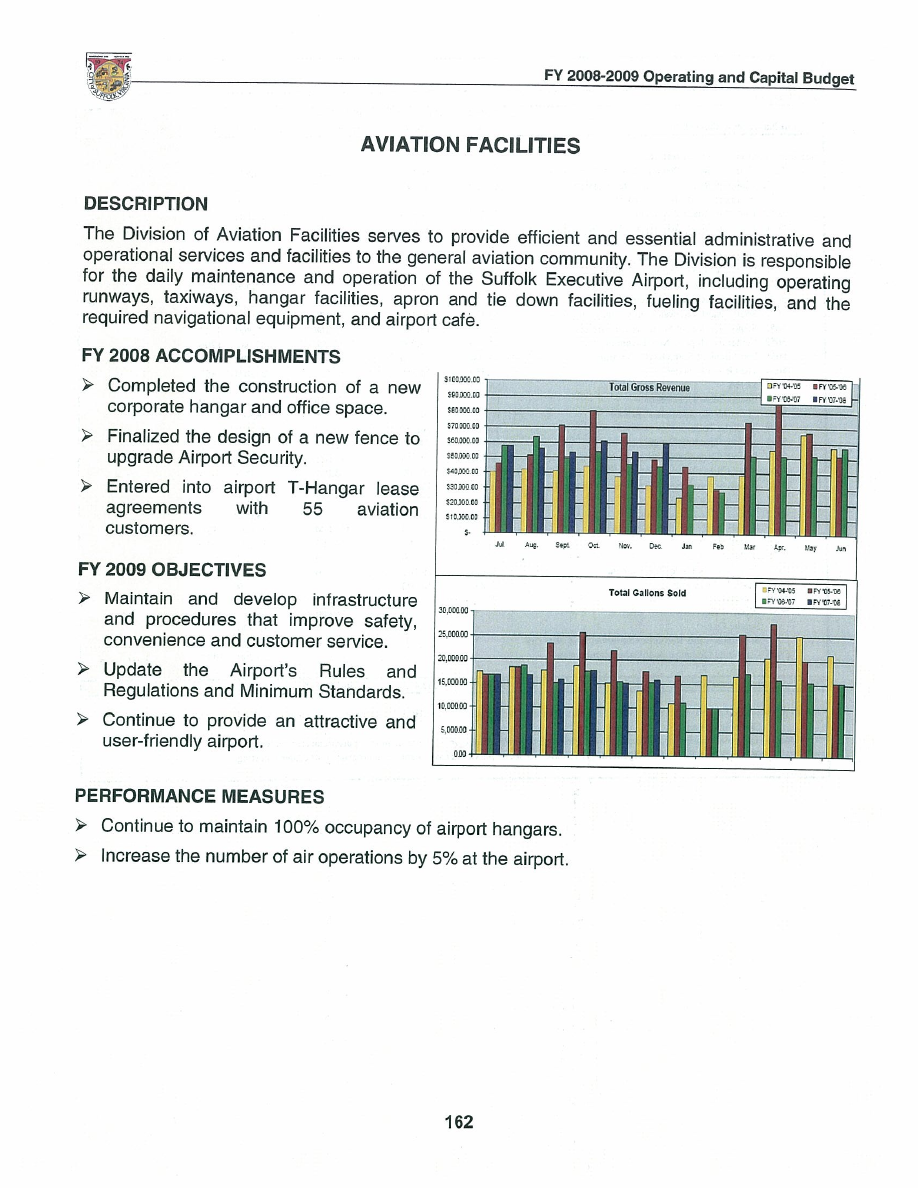 FY 2008-2009 Operating and Capital Budget
AVIATION FACILITIES
DESCRIPTION
The Division of Aviation Facilities serves to provide efficient and essential administrative and
operational services and facilities to the general aviation community. The Division is responsible
for the daily maintenance and operation of the Suffolk Executive Airport, including operating
runways, taxiways, hangar facilities, apron and tie down facilities, fueling facilities, and the
required navigational equipment, and airport café.
FY 2008 ACCOMPLISHMENTS
➢ Completed the construction of a new
corporate hangar and office space.
➢ Finalized the design of a new fence to
upgrade Airport Security.
➢ Entered into airport T-Hangar lease
agreements with 55 aviation
customers.
FY 2009 OBJECTIVES
➢ Maintain and develop infrastructure
and procedures that improve safety,
convenience and customer service.
➢ Update the Airport's Rules and
Regulations and Minimum Standards.
➢ Continue to provide an attractive and
user-friendly airport.
Total Gross Revenue
FY '04-'05 FY '05-'06
FY '06-'07 FY '07-'08
$100,000.00
$90,000.00
$80,000.00
$70,000.00
$60,000.00
$50,000.00
$40,000.00
$30,000.00
$20,000.00
$10,000.00
$-
Jul. Aug. Sept. Oct. Nov. Dec. Jan Feb Mar Apr. May Jun
Total Gallons Sold
FY '04-'05 FY '05-'06
FY '06-'07 FY '07-'08
30,000.00
25,000.00
20,000.00
15,000.00
10,000.00
5,000.00
0.00
PERFORMANCE MEASURES
➢ Continue to maintain 100% occupancy of airport hangars.
➢ Increase the number of air operations by 5% at the airport.
162